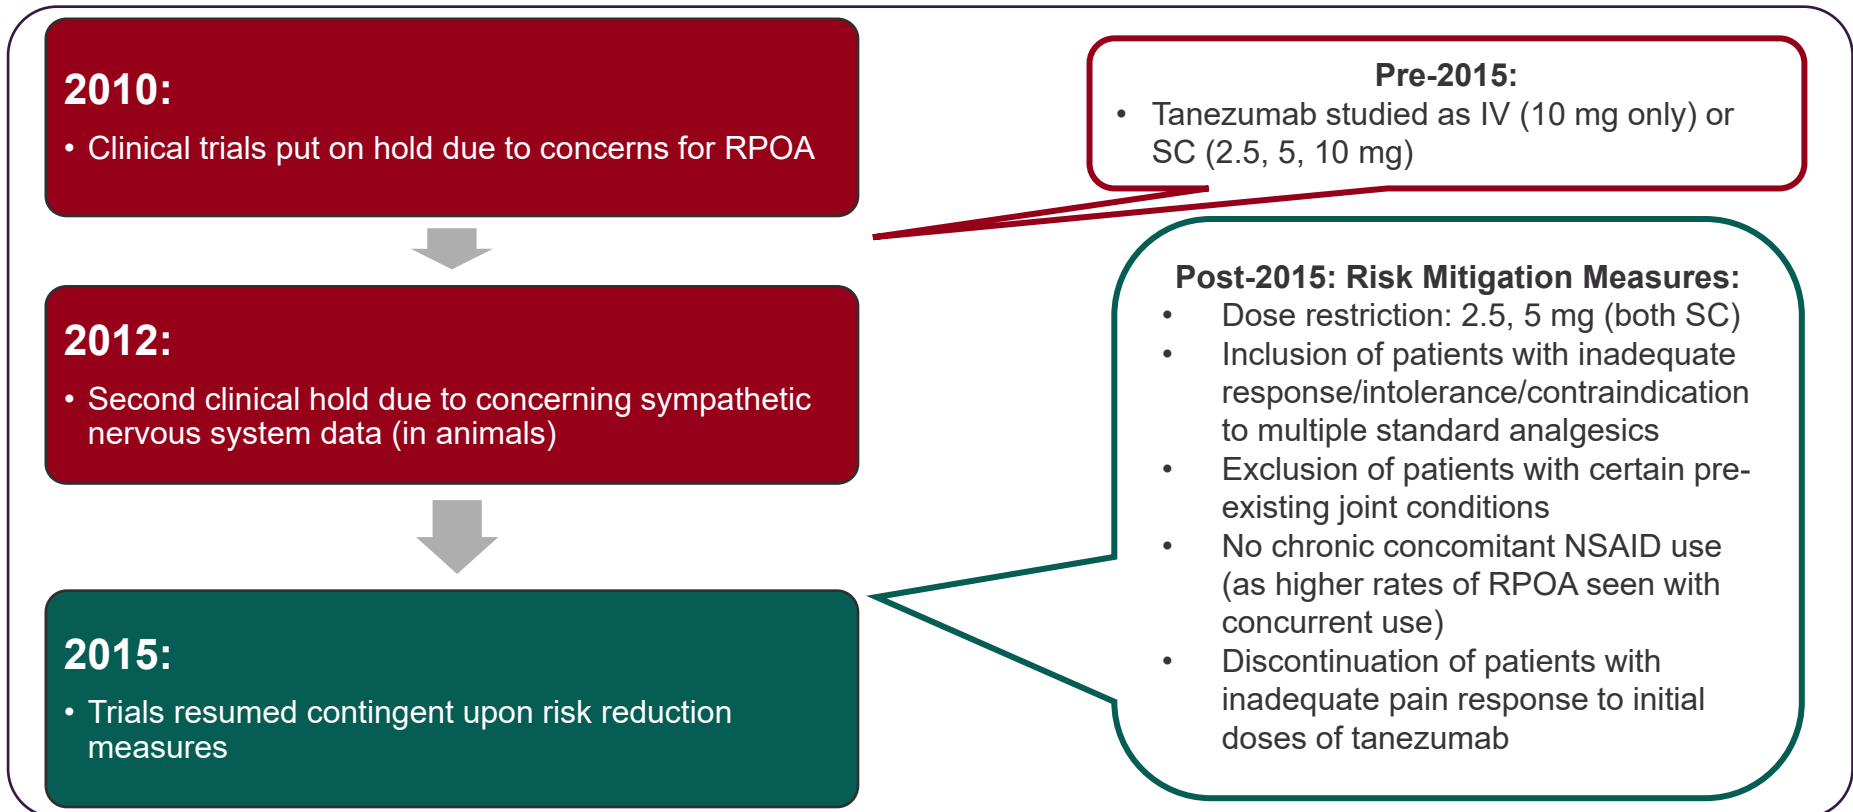 2010:
• Clinical trials put on hold due to concerns for RPOA
Pre-2015:
• Tanezumab studied as IV (10 mg only) or
SC (2.5, 5, 10 mg)
2012:
• Second clinical hold due to concerning sympathetic
nervous system data (in animals)
2015:
• Trials resumed contingent upon risk reduction
measures
Post-2015: Risk Mitigation Measures:
• Dose restriction: 2.5, 5 mg (both SC)
• Inclusion of patients with inadequate
response/intolerance/contraindication
to multiple standard analgesics
• Exclusion of patients with certain pre-
existing joint conditions
• No chronic concomitant NSAID use
(as higher rates of RPOA seen with
concurrent use)
• Discontinuation of patients with
inadequate pain response to initial
doses of tanezumab